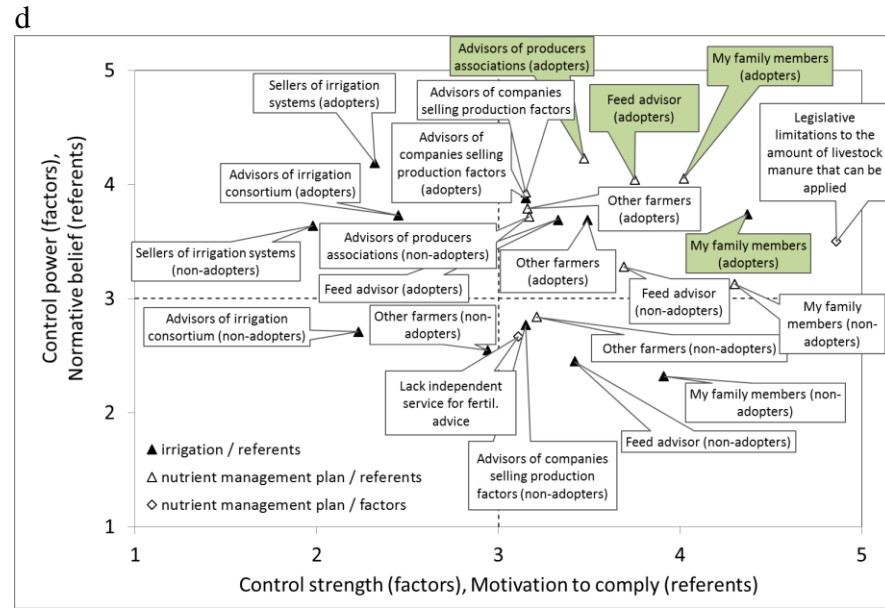 d
5
4
3
2
1
Control power (factors),
Normative belief (referents)
Sellers of irrigation
systems (adopters)
Advisors of irrigation
consortium (adopters)
Sellers of irrigation
systems (non-adopters)
Advisors of irrigation
consortium (non-adopters)
Advisors of producers
associations (adopters)
Advisors of companies
selling production factors
Advisors of
companies selling
production factors
(adopters)
Feed advisor
(adopters)
My family members
(adopters)
Legislative
limitations to the
amount of livestock
manure that can be
applied
Other farmers
(adopters)
Advisors of producers
associations (non-adopters)
Feed advisor (adopters)
Other farmers
(adopters)
My family members
(adopters)
Feed advisor
(non-adopters)
My family
members (non-
adopters)
Other farmers (non-
adopters)
Other farmers (non-adopters)
Lack independent
service for fertil.
advice
My family members (non-
adopters)
Feed advisor (non-adopters)
Advisors of companies
selling production
factors (non-adopters)
irrigation / referents
nutrient management plan / referents
nutrient management plan / factors
1 2 3 4 5
Control strength (factors), Motivation to comply (referents)